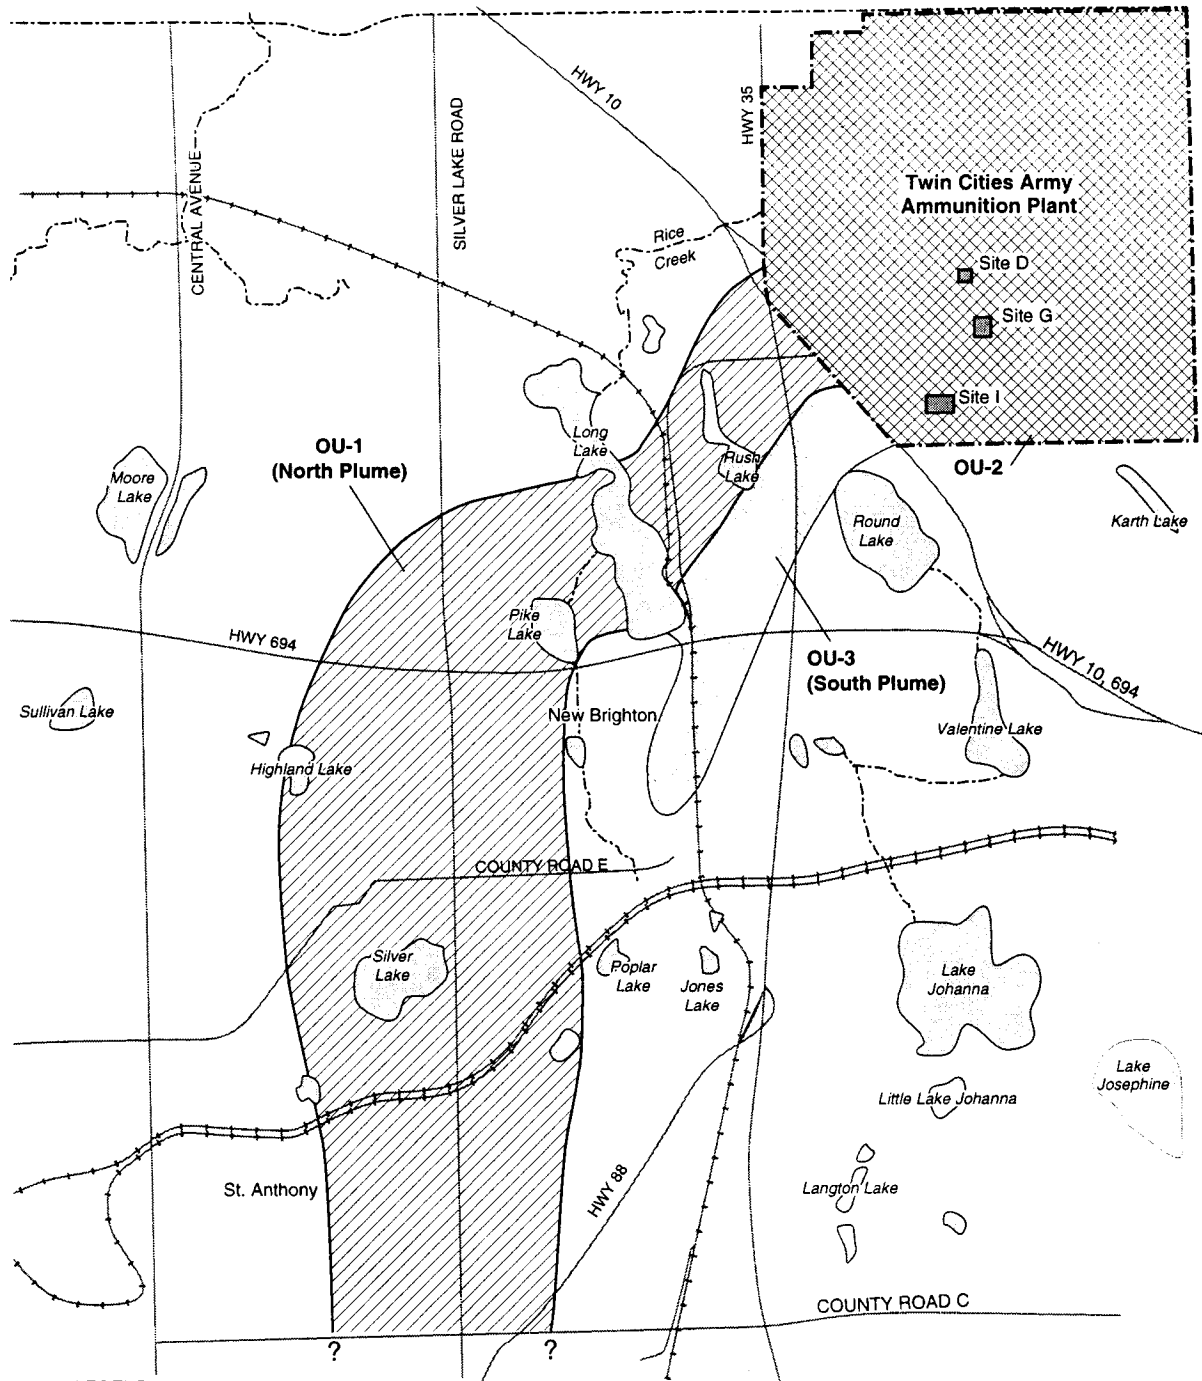 HWY 10
HWY 35
SILVER LAKE ROAD
CENTRAL AVENUE
Twin Cities Army
Ammunition Plant
Rice
Creek
Site D
Site G
Site I
OU-1
(North Plume)
Long
Lake
Rush
Lake
OU-2
Moore
Lake
Round
Lake
Karth Lake
Pike
Lake
HWY 694
OU-3
(South Plume)
HWY 10, 694
Sullivan Lake
New Brighton
Valentine Lake
Highland Lake
COUNTY ROAD E
Silver
Lake
Poplar
Lake
Jones
Lake
Lake
Johanna
Lake
Josephine
Little Lake Johanna
St. Anthony
HWY 88
Langton Lake
COUNTY ROAD C
?
?